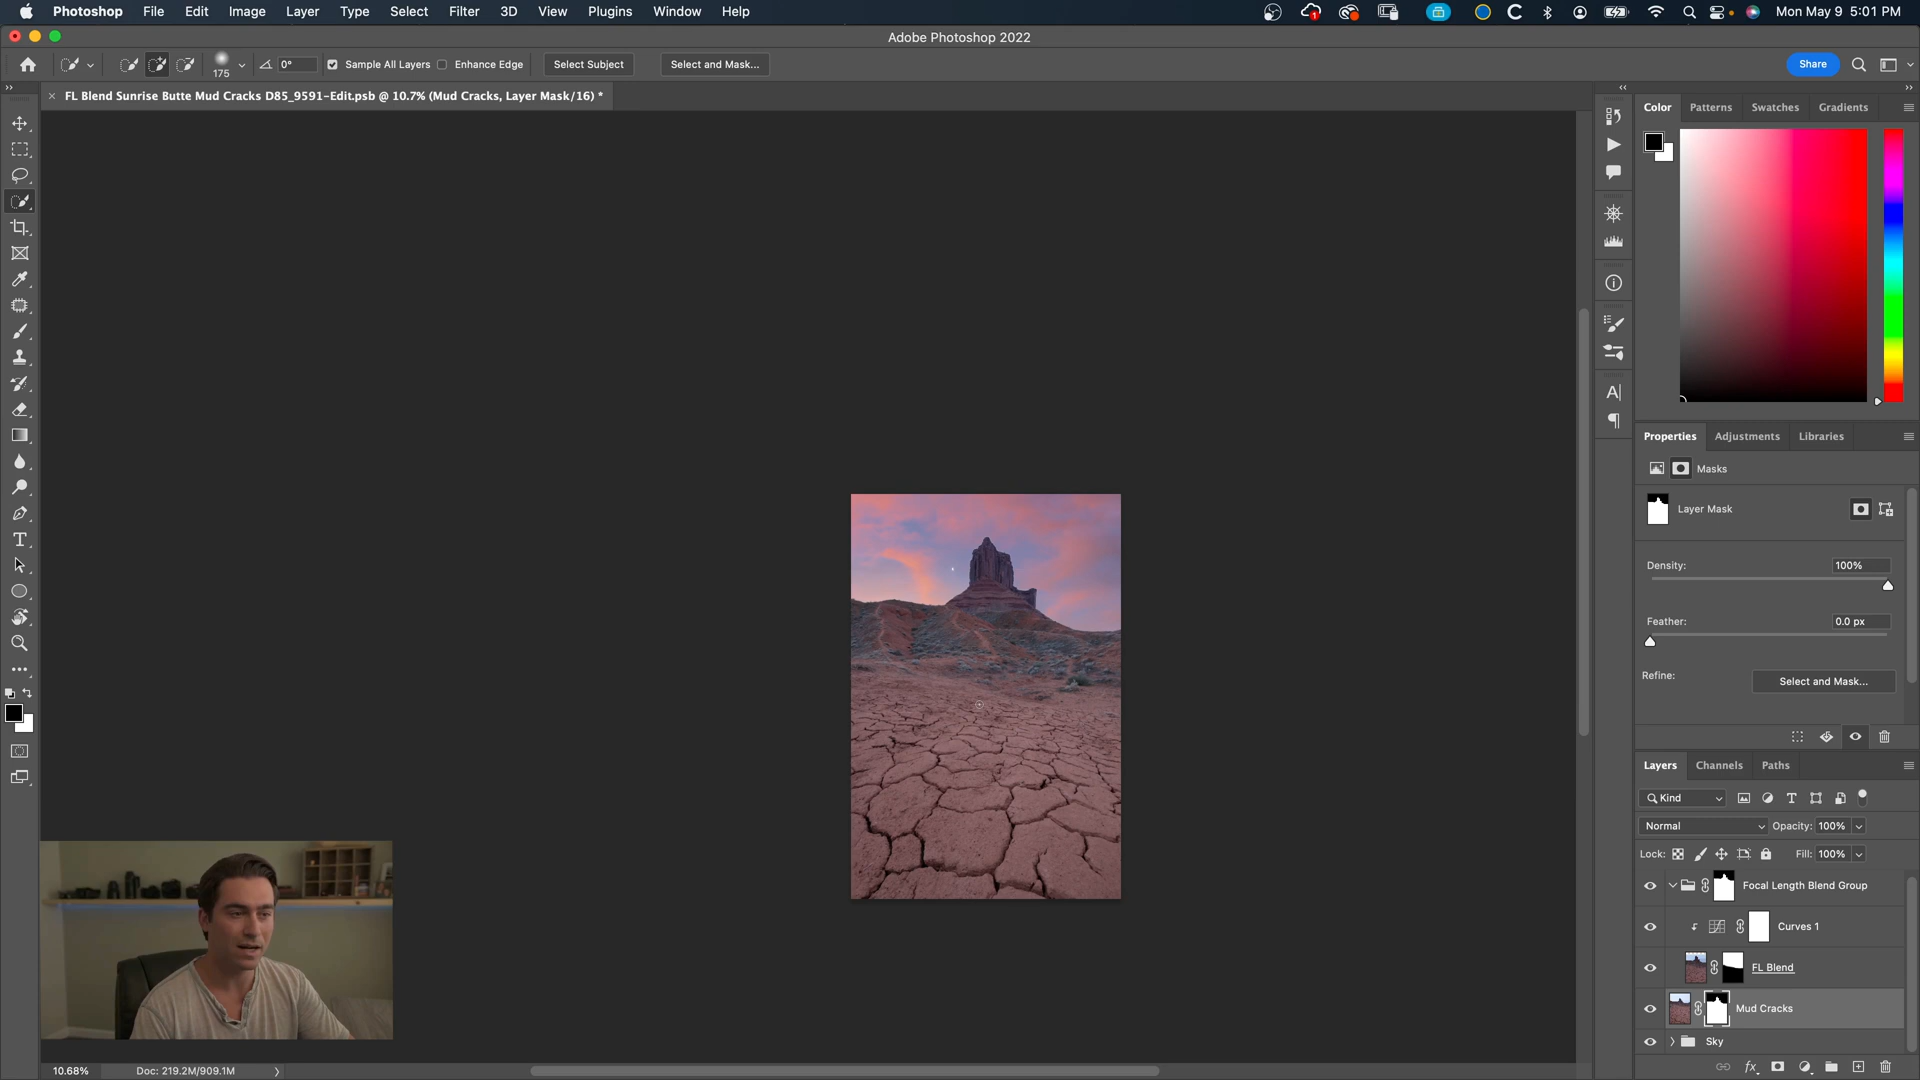 Photoshop File Edit Image Layer Type Select Filter 3D View Plugins Window Help
1 Mon May 9 5:01 PM
Adobe Photoshop 2022
175 0° Sample All Layers Enhance Edge Select Subject Select and Mask... Share
FL Blend Sunrise Butte Mud Cracks D85_9591-Edit.psb @ 10.7% (Mud Cracks, Layer Mask/16) *
Color Patterns Swatches Gradients
Properties Adjustments Libraries
Masks
Layer Mask
Density: 100%
Feather: 0.0 px
Refine: Select and Mask...
Layers Channels Paths
Kind
Normal Opacity: 100%
Lock: Fill: 100%
Focal Length Blend Group
Curves 1
FL Blend
Mud Cracks
Sky
fx
10.68% Doc: 219.2M/909.1M